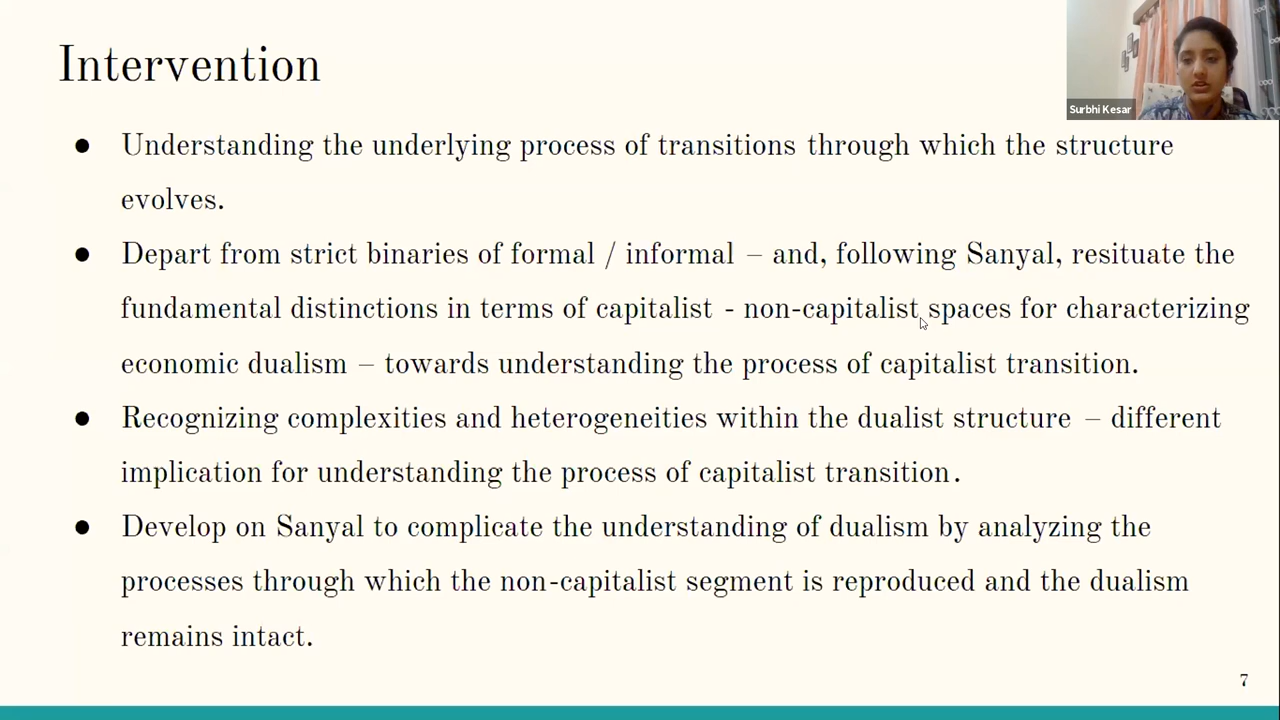 Intervention
Surbhi Kesar
● Understanding the underlying process of transitions through which the structure
evolves.
● Depart from strict binaries of formal / informal – and, following Sanyal, resituate the
fundamental distinctions in terms of capitalist - non-capitalist spaces for characterizing
economic dualism – towards understanding the process of capitalist transition.
● Recognizing complexities and heterogeneities within the dualist structure – different
implication for understanding the process of capitalist transition.
● Develop on Sanyal to complicate the understanding of dualism by analyzing the
processes through which the non-capitalist segment is reproduced and the dualism
remains intact.
7